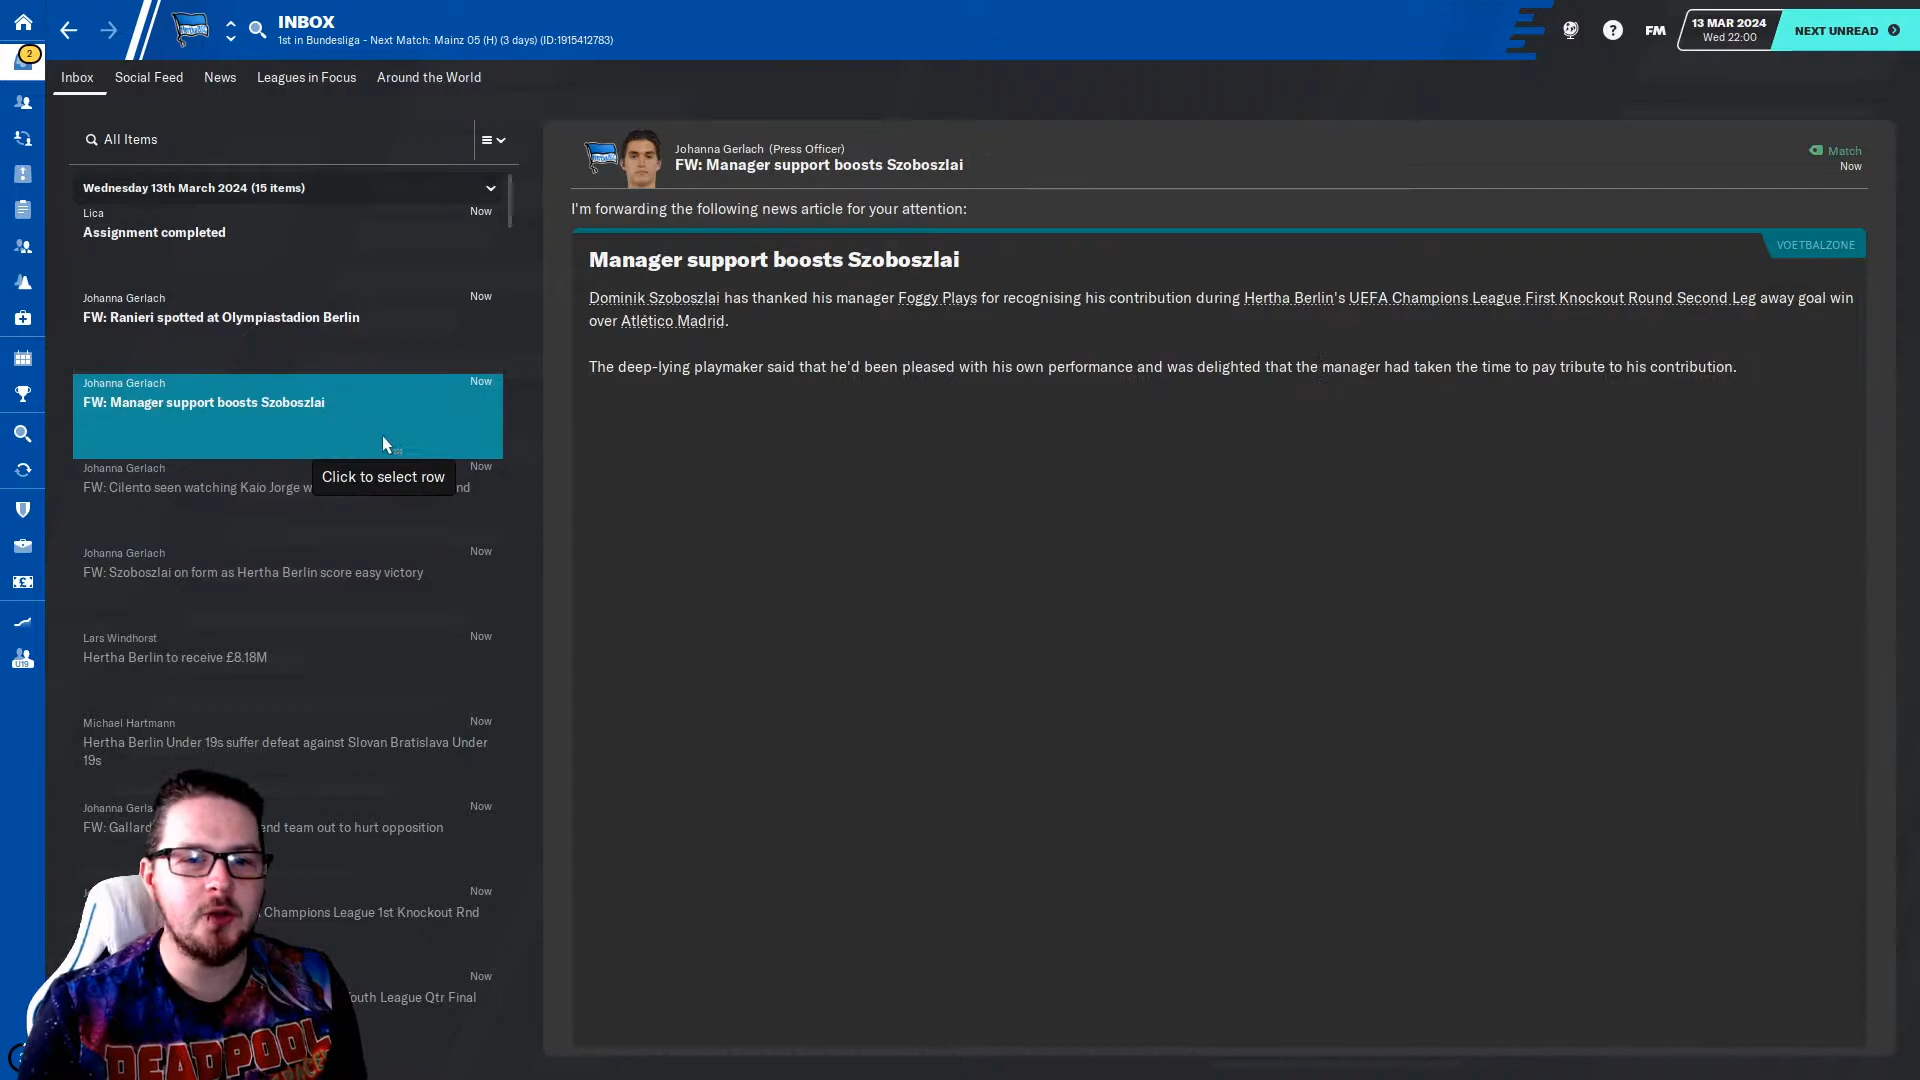 INBOX
1st in Bundesliga - Next Match: Mainz 05 (H) (3 days) (ID:1915412783)
FM
13 MAR 2024
Wed 22:00
NEXT UNREAD
2
Inbox
Social Feed
News
Leagues in Focus
Around the World
All Items
Wednesday 13th March 2024 (15 items)
Lica
Now
Assignment completed
Johanna Gerlach
Now
FW: Ranieri spotted at Olympiastadion Berlin
Johanna Gerlach
Now
FW: Manager support boosts Szoboszlai
Click to select row
Johanna Gerlach
Now
FW: Cilento seen watching Kaio Jorge
Johanna Gerlach
Now
FW: Szoboszlai on form as Hertha Berlin score easy victory
Lars Windhorst
Now
Hertha Berlin to receive £8.18M
Michael Hartmann
Now
Hertha Berlin Under 19s suffer defeat against Slovan Bratislava Under
19s
Johanna
Now
FW:
team out to hurt opposition
Now
Champions League 1st Knockout Rnd
Now
League Qtr Final
U19
Johanna Gerlach (Press Officer)
FW: Manager support boosts Szoboszlai
Match
Now
I'm forwarding the following news article for your attention:
VOETBALZONE
Manager support boosts Szoboszlai
Dominik Szoboszlai has thanked his manager Foggy Plays for recognising his contribution during Hertha Berlin's UEFA Champions League First Knockout Round Second Leg away goal win
over Atlético Madrid.
The deep-lying playmaker said that he'd been pleased with his own performance and was delighted that the manager had taken the time to pay tribute to his contribution.
DEADPOOL